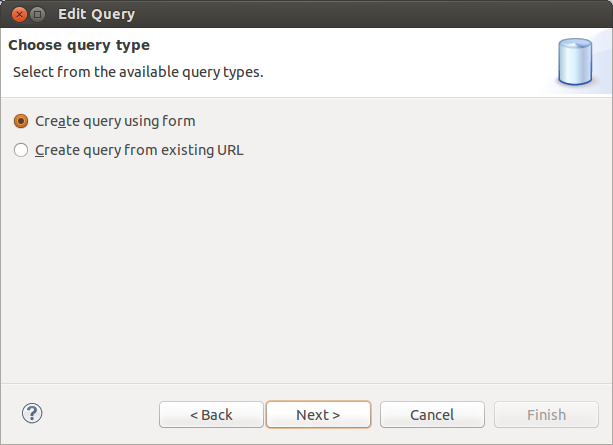 Edit Query
Choose query type
Select from the available query types.
Create query using form
Create query from existing URL
?
< Back
Next >
Cancel
Finish